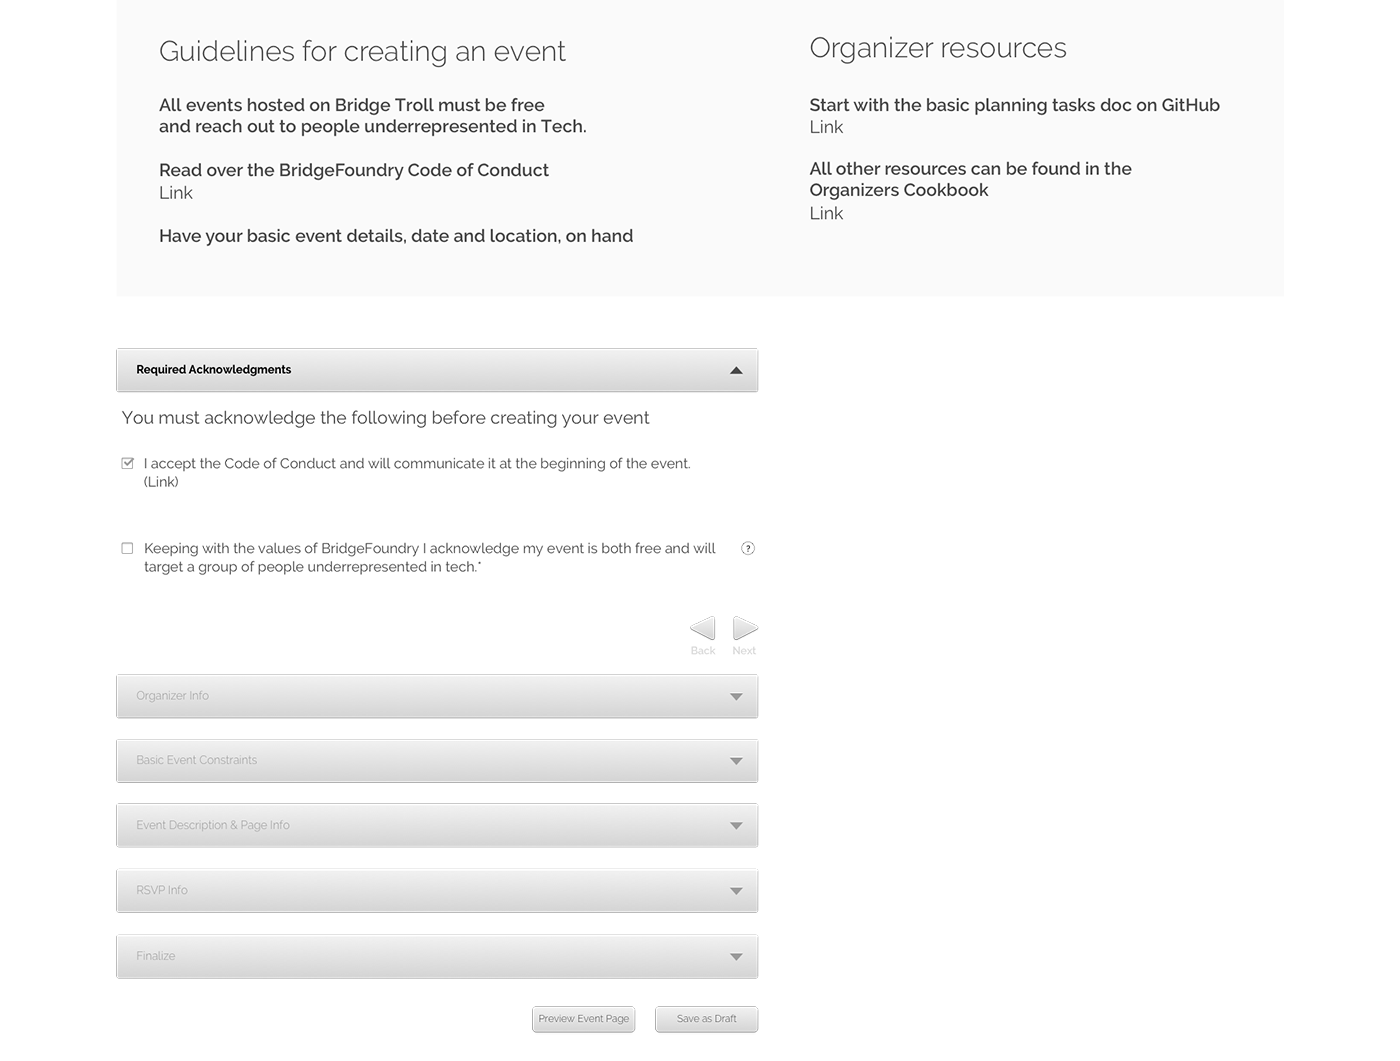 Guidelines for creating an event
All events hosted on Bridge Troll must be free
and reach out to people underrepresented in Tech.
Read over the BridgeFoundry Code of Conduct
Link
Have your basic event details, date and location, on hand
Organizer resources
Start with the basic planning tasks doc on GitHub
Link
All other resources can be found in the
Organizers Cookbook
Link
Required Acknowledgments
You must acknowledge the following before creating your event
I accept the Code of Conduct and will communicate it at the beginning of the event.
(Link)
Keeping with the values of BridgeFoundry I acknowledge my event is both free and will
target a group of people underrepresented in tech.*
?
Back
Next
Organizer Info
Basic Event Constraints
Event Description & Page Info
RSVP Info
Finalize
Preview Event Page
Save as Draft